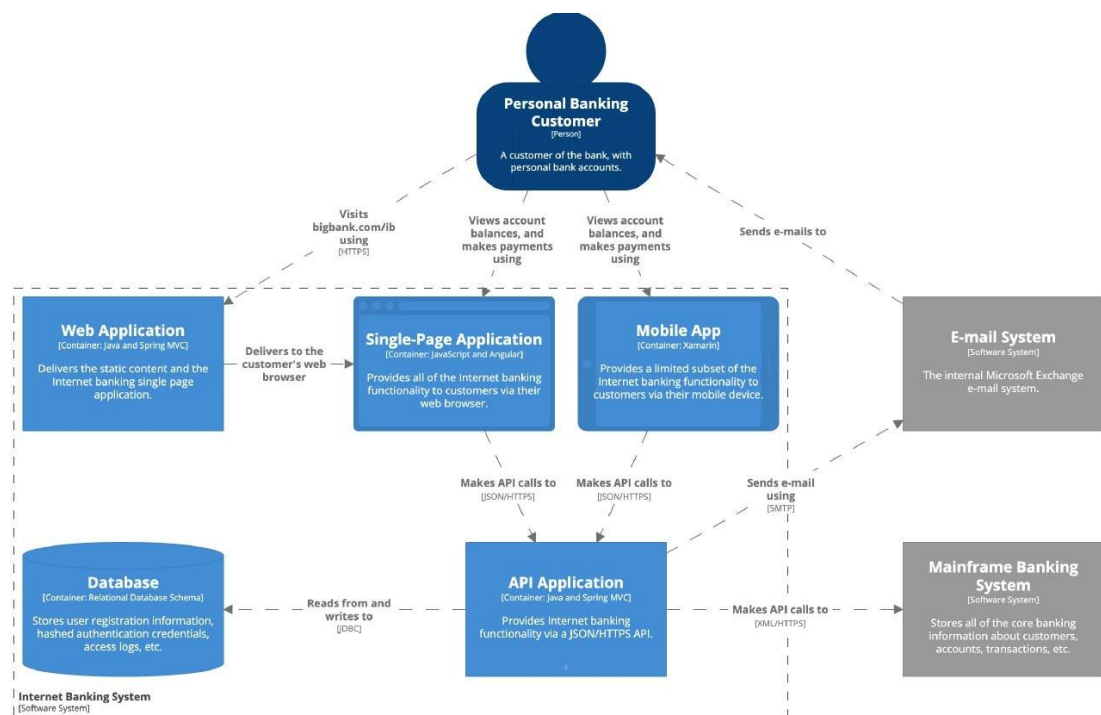 Personal Banking
Customer
[Person]
A customer of the bank, with
personal bank accounts.
Visits
bigbank.com/ib
using
[HTTPS]
Views account
balances, and
makes payments
using
Views account
balances, and
makes payments
using
Sends e-mails to
Web Application
[Container: Java and Spring MVC]
Delivers the static content and the
Internet banking single page
application.
Delivers to the
customer's web
browser
Single-Page Application
[Container: JavaScript and Angular]
Provides all of the Internet banking
functionality to customers via their
web browser.
Mobile App
[Container: Xamarin]
Provides a limited subset of the
Internet banking functionality to
customers via their mobile device.
E-mail System
[Software System]
The internal Microsoft Exchange
e-mail system.
Makes API calls to
[JSON/HTTPS]
Makes API calls to
[JSON/HTTPS]
Sends e-mail
using
[SMTP]
Database
[Container: Relational Database Schema]
Stores user registration information,
hashed authentication credentials,
access logs, etc.
Reads from and
writes to
[JDBC]
API Application
[Container: Java and Spring MVC]
Provides Internet banking
functionality via a JSON/HTTPS API.
Makes API calls to
[XML/HTTPS]
Mainframe Banking
System
[Software System]
Stores all of the core banking
information about customers,
accounts, transactions, etc.
Internet Banking System
[Software System]